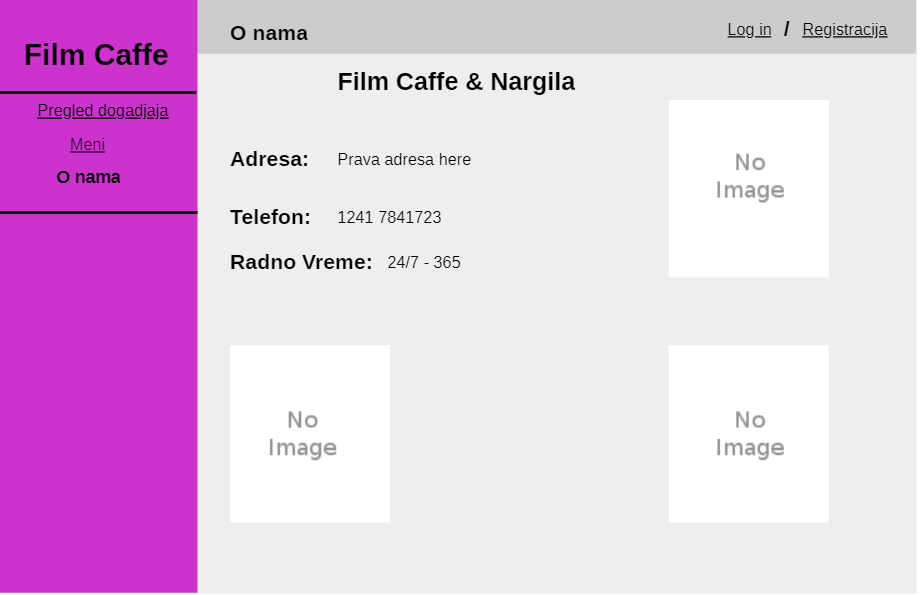 Film Caffe
Pregled dogadjaja
Meni
O nama
O nama
Log in / Registracija
Film Caffe & Nargila
Adresa: Prava adresa here
Telefon: 1241 7841723
Radno Vreme: 24/7 - 365
No
Image
No
Image
No
Image